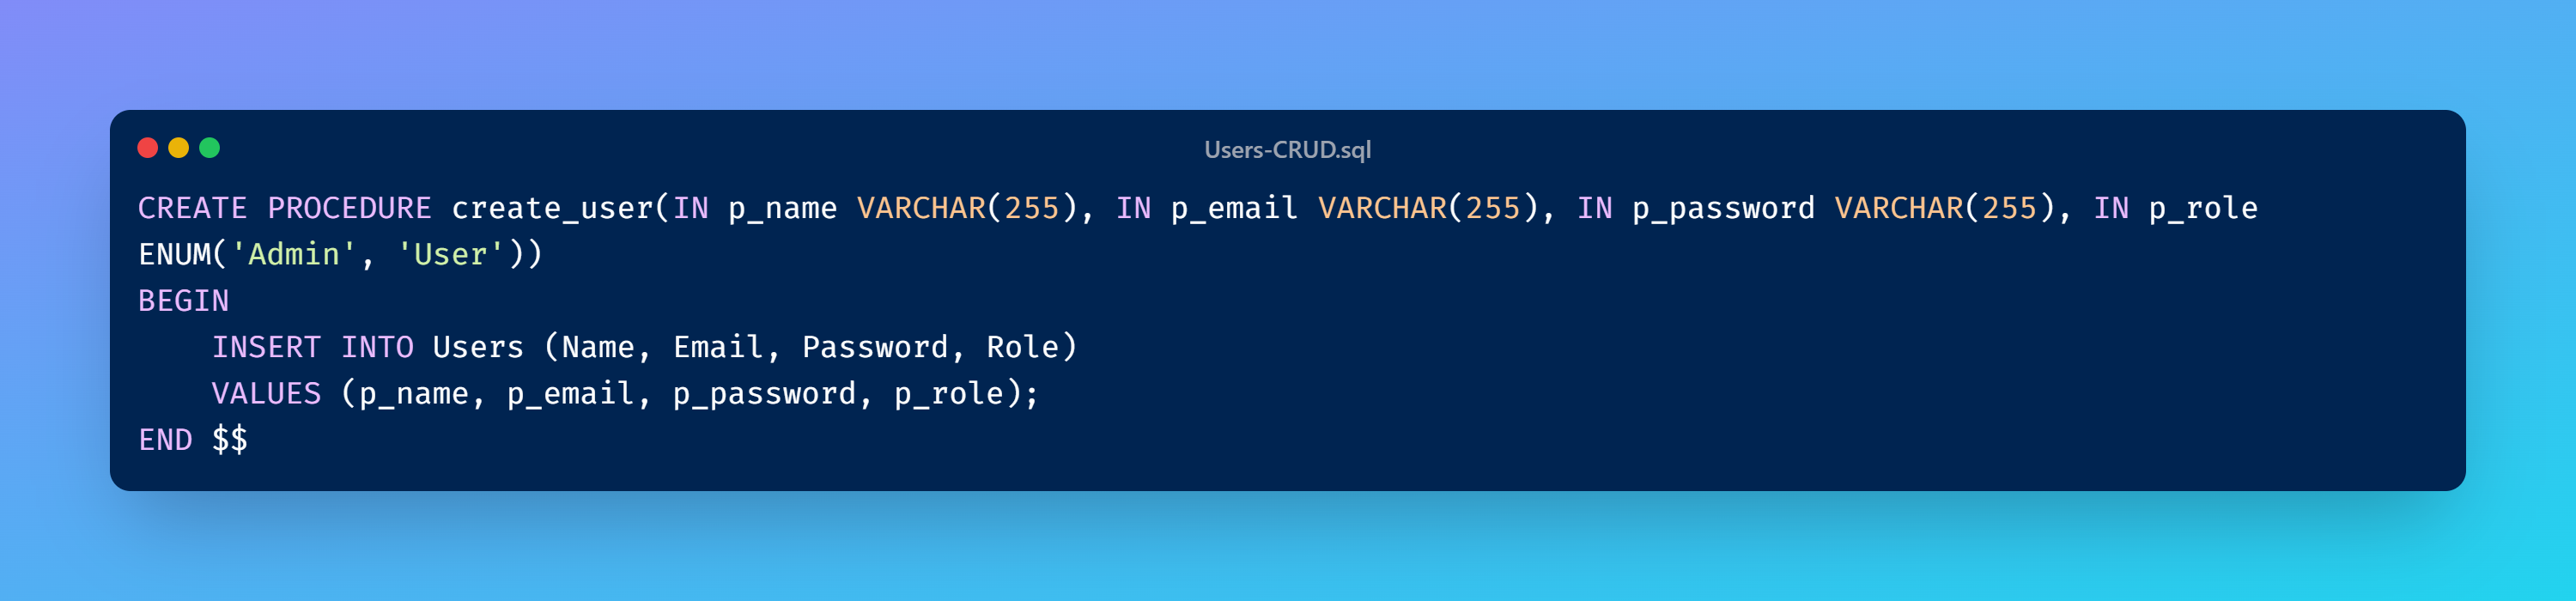 Users-CRUD.sql
CREATE PROCEDURE create_user(IN p_name VARCHAR(255), IN p_email VARCHAR(255), IN p_password VARCHAR(255), IN p_role
ENUM('Admin', 'User'))
BEGIN
    INSERT INTO Users (Name, Email, Password, Role)
    VALUES (p_name, p_email, p_password, p_role);
END $$